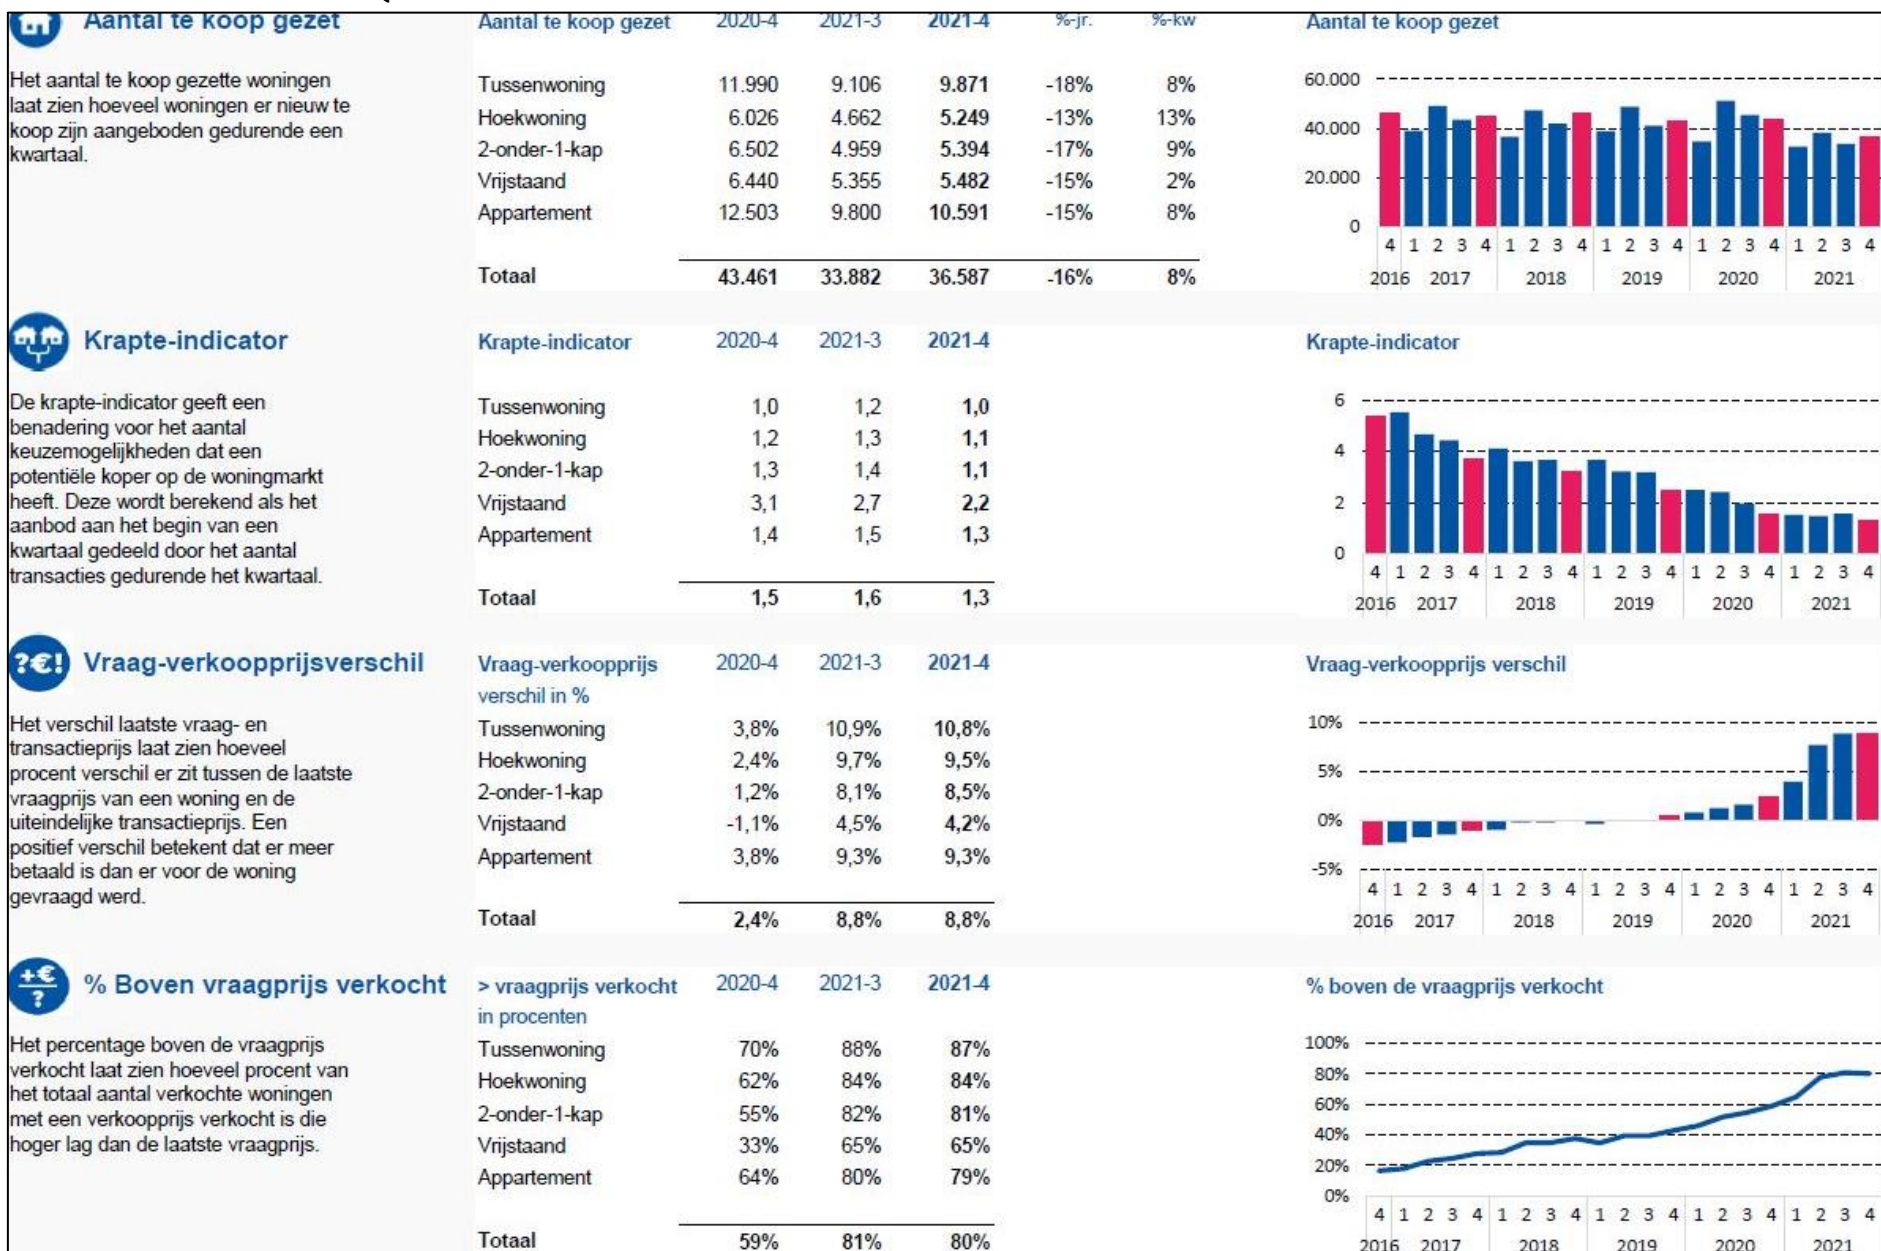 Aantal te koop gezet
Het aantal te koop gezette woningen
laat zien hoeveel woningen er nieuw te
koop zijn aangeboden gedurende een
kwartaal.
Aantal te koop gezet 2020-4 2021-3 2021-4 %-jr. %-kw
Tussenwoning 11.990 9.106 9.871 -18% 8%
Hoekwoning 6.026 4.662 5.249 -13% 13%
2-onder-1-kap 6.502 4.959 5.394 -17% 9%
Vrijstaand 6.440 5.355 5.482 -15% 2%
Appartement 12.503 9.800 10.591 -15% 8%
Totaal 43.461 33.882 36.587 -16% 8%
Aantal te koop gezet
60.000
40.000
20.000
0
4 1 2 3 4 1 2 3 4 1 2 3 4 1 2 3 4 1 2 3 4
2016 2017 2018 2019 2020 2021
Krapte-indicator
De krapte-indicator geeft een
benadering voor het aantal
keuzemogelijkheden dat een
potentiële koper op de woningmarkt
heeft. Deze wordt berekend als het
aanbod aan het begin van een
kwartaal gedeeld door het aantal
transacties gedurende het kwartaal.
Krapte-indicator 2020-4 2021-3 2021-4
Tussenwoning 1,0 1,2 1,0
Hoekwoning 1,2 1,3 1,1
2-onder-1-kap 1,3 1,4 1,1
Vrijstaand 3,1 2,7 2,2
Appartement 1,4 1,5 1,3
Totaal 1,5 1,6 1,3
Krapte-indicator
6
4
2
0
4 1 2 3 4 1 2 3 4 1 2 3 4 1 2 3 4 1 2 3 4
2016 2017 2018 2019 2020 2021
?€! Vraag-verkoopprijsverschil
Het verschil laatste vraag- en
transactieprijs laat zien hoeveel
procent verschil er zit tussen de laatste
vraagprijs van een woning en de
uiteindelijke transactieprijs. Een
positief verschil betekent dat er meer
betaald is dan er voor de woning
gevraagd werd.
Vraag-verkoopprijs 2020-4 2021-3 2021-4
verschil in %
Tussenwoning 3,8% 10,9% 10,8%
Hoekwoning 2,4% 9,7% 9,5%
2-onder-1-kap 1,2% 8,1% 8,5%
Vrijstaand -1,1% 4,5% 4,2%
Appartement 3,8% 9,3% 9,3%
Totaal 2,4% 8,8% 8,8%
Vraag-verkoopprijs verschil
10%
5%
0%
-5%
4 1 2 3 4 1 2 3 4 1 2 3 4 1 2 3 4 1 2 3 4
2016 2017 2018 2019 2020 2021
+€
?
% Boven vraagprijs verkocht
Het percentage boven de vraagprijs
verkocht laat zien hoeveel procent van
het totaal aantal verkochte woningen
met een verkoopprijs verkocht is die
hoger lag dan de laatste vraagprijs.
> vraagprijs verkocht 2020-4 2021-3 2021-4
in procenten
Tussenwoning 70% 88% 87%
Hoekwoning 62% 84% 84%
2-onder-1-kap 55% 82% 81%
Vrijstaand 33% 65% 65%
Appartement 64% 80% 79%
Totaal 59% 81% 80%
% boven de vraagprijs verkocht
100%
80%
60%
40%
20%
0%
4 1 2 3 4 1 2 3 4 1 2 3 4 1 2 3 4 1 2 3 4
2016 2017 2018 2019 2020 2021